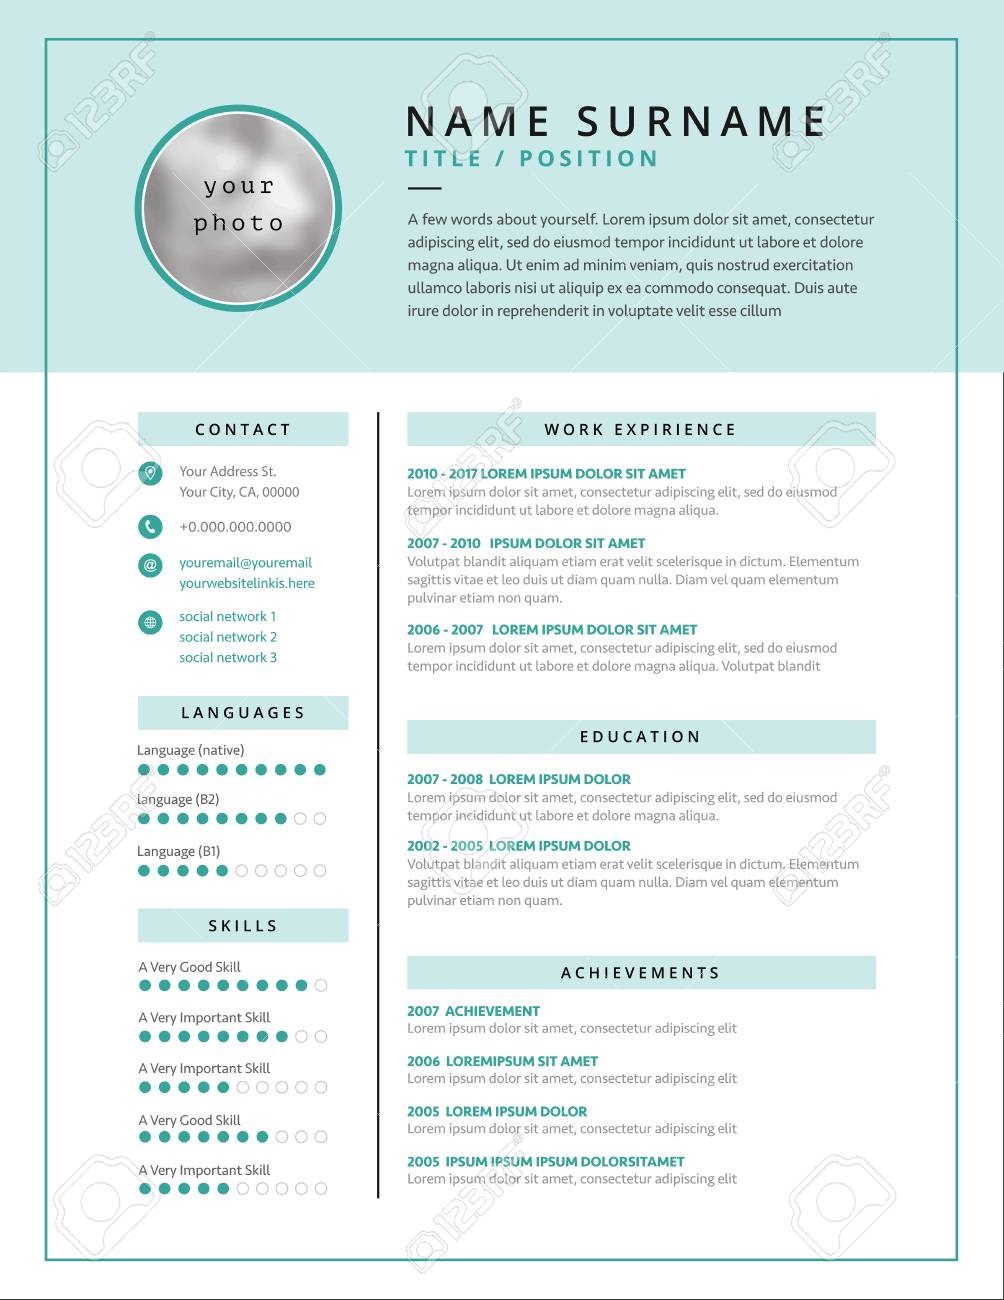 your
photo
NAME SURNAME
TITLE / POSITION
A few words about yourself. Lorem ipsum dolor sit amet, consectetur
adipiscing elit, sed do eiusmod tempor incididunt ut labore et dolore
magna aliqua. Ut enim ad minim veniam, quis nostrud exercitation
ullamco laboris nisi ut aliquip ex ea commodo consequat. Duis aute
irure dolor in reprehenderit in voluptate velit esse cillum
CONTACT
Your Address St.
Your City, CA, 00000
+0.000.000.0000
@
youremail@youremail
yourwebsitelinkis.here
social network 1
social network 2
social network 3
LANGUAGES
Language (native)
Language (B2)
Language (B1)
SKILLS
A Very Good Skill
A Very Important Skill
A Very Important Skill
A Very Good Skill
A Very Important Skill
WORK EXPIRIENCE
2010 - 2017 LOREM IPSUM DOLOR SIT AMET
Lorem ipsum dolor sit amet, consectetur adipiscing elit, sed do eiusmod
tempor incididunt ut labore et dolore magna aliqua.
2007 - 2010 IPSUM DOLOR SIT AMET
Volutpat blandit aliquam etiam erat velit scelerisque in dictum. Elementum
sagittis vitae et leo duis ut diam quam nulla. Diam vel quam elementum
pulvinar etiam non quam.
2006 - 2007 LOREM IPSUM DOLOR SIT AMET
Lorem ipsum dolor sit amet, consectetur adipiscing elit, sed do eiusmod
tempor incididunt ut labore et dolore magna aliqua. Volutpat blandit
EDUCATION
2007 - 2008 LOREM IPSUM DOLOR
Lorem ipsum dolor sit amet, consectetur adipiscing elit, sed do eiusmod
tempor incididunt ut labore et dolore magna aliqua.
2002 - 2005 LOREM IPSUM DOLOR
Volutpat blandit aliquam etiam erat velit scelerisque in dictum. Elementum
sagittis vitae et leo duis ut diam quam nulla. Diam vel quam elementum
pulvinar etiam non quam.
ACHIEVEMENTS
2007 ACHIEVEMENT
Lorem ipsum dolor sit amet, consectetur adipiscing elit
2006 LOREMIPSUM SIT AMET
Lorem ipsum dolor sit amet, consectetur adipiscing elit
2005 LOREM IPSUM DOLOR
Lorem ipsum dolor sit amet, consectetur adipiscing elit
2005 IPSUM IPSUM IPSUM DOLORSITAMET
Lorem ipsum dolor sit amet, consectetur adipiscing elit
123RF
123RF
123RF
123RF
123RF
123RF